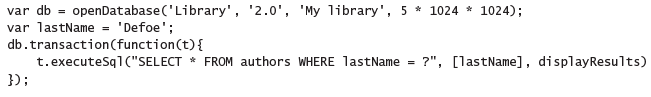 var db = openDatabase('Library', '2.0', 'My library', 5 * 1024 * 1024);
var lastName = 'Defoe';
db.transaction(function(t){
    t.executeSql("SELECT * FROM authors WHERE lastName = ?", [lastName], displayResults)
});